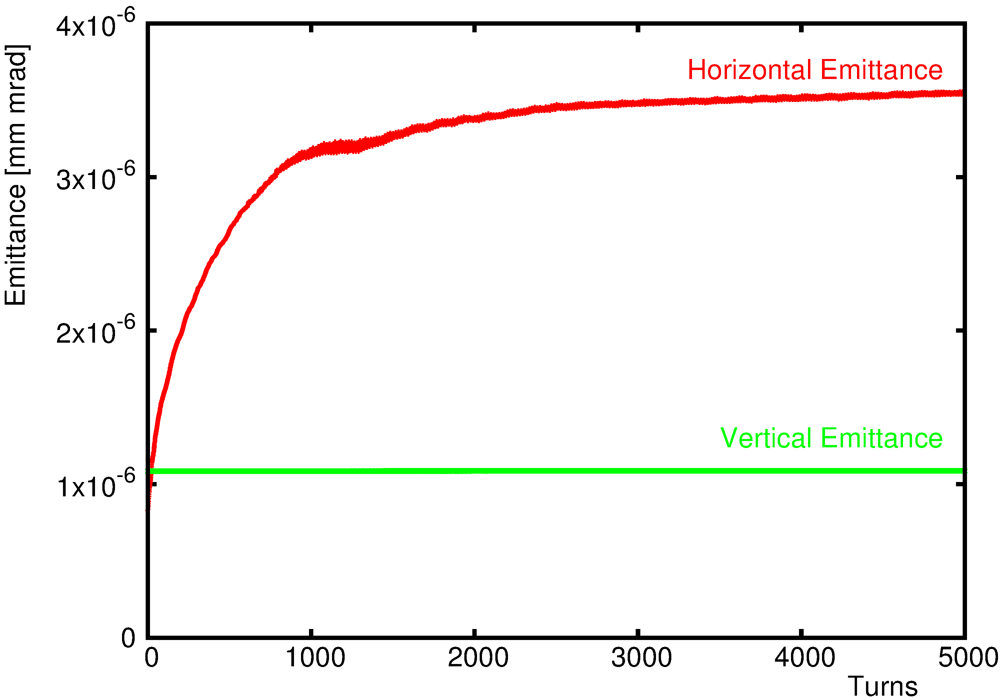 4x10^-6
3x10^-6
2x10^-6
1x10^-6
0
Emittance [mm mrad]
Horizontal Emittance
Vertical Emittance
0 1000 2000 3000 4000 5000
Turns